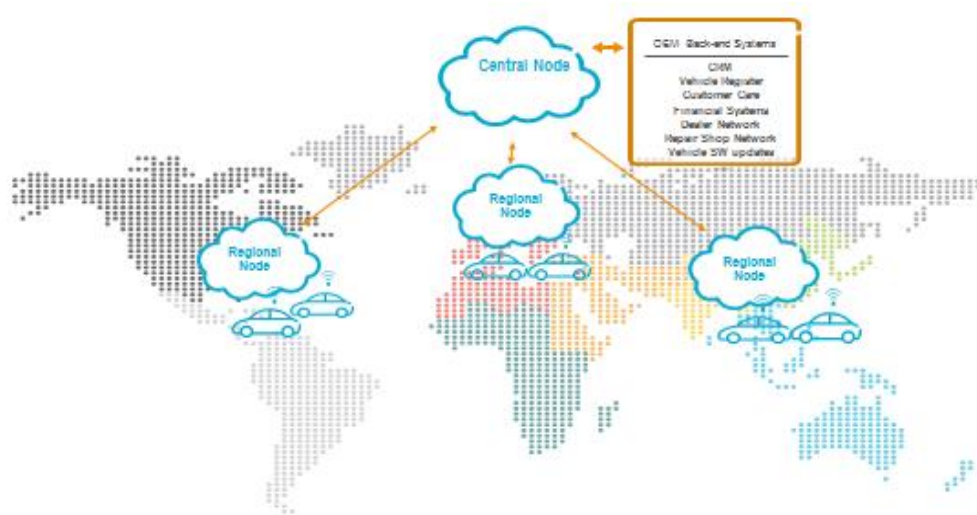 Central Node
OEM Back-end Systems
CRM
Vehicle Register
Customer Care
Financial Systems
Dealer Network
Repair Shop Network
Vehicle SW updates
Regional
Node
Regional
Node
Regional
Node